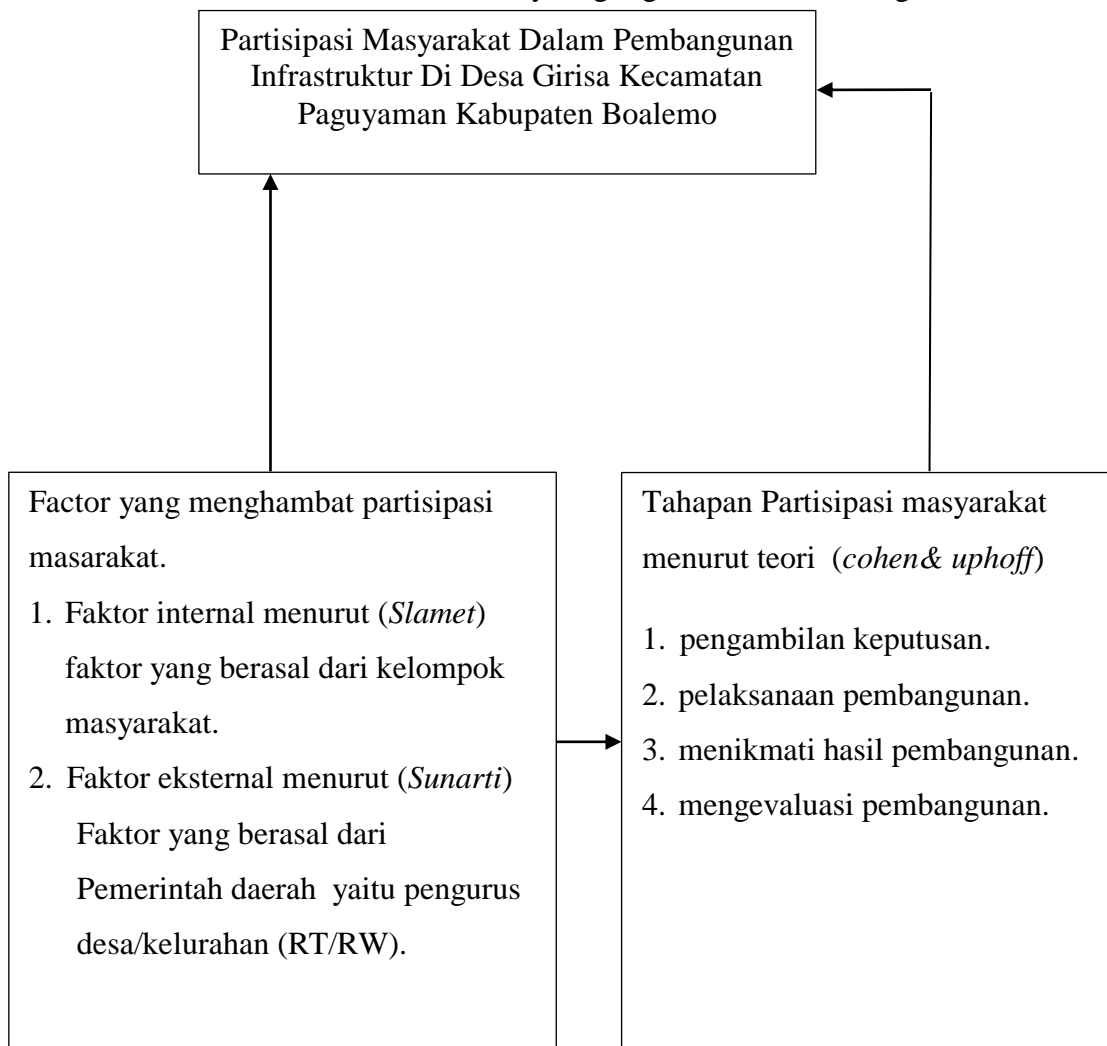 Partisipasi Masyarakat Dalam Pembangunan
Infrastruktur Di Desa Girisa Kecamatan
Paguyaman Kabupaten Boalemo
Factor yang menghambat partisipasi
masarakat.
1. Faktor internal menurut (Slamet)
faktor yang berasal dari kelompok
masyarakat.
2. Faktor eksternal menurut (Sunarti)
Faktor yang berasal dari
Pemerintah daerah yaitu pengurus
desa/kelurahan (RT/RW).
Tahapan Partisipasi masyarakat
menurut teori (cohen& uphoff)
1. pengambilan keputusan.
2. pelaksanaan pembangunan.
3. menikmati hasil pembangunan.
4. mengevaluasi pembangunan.